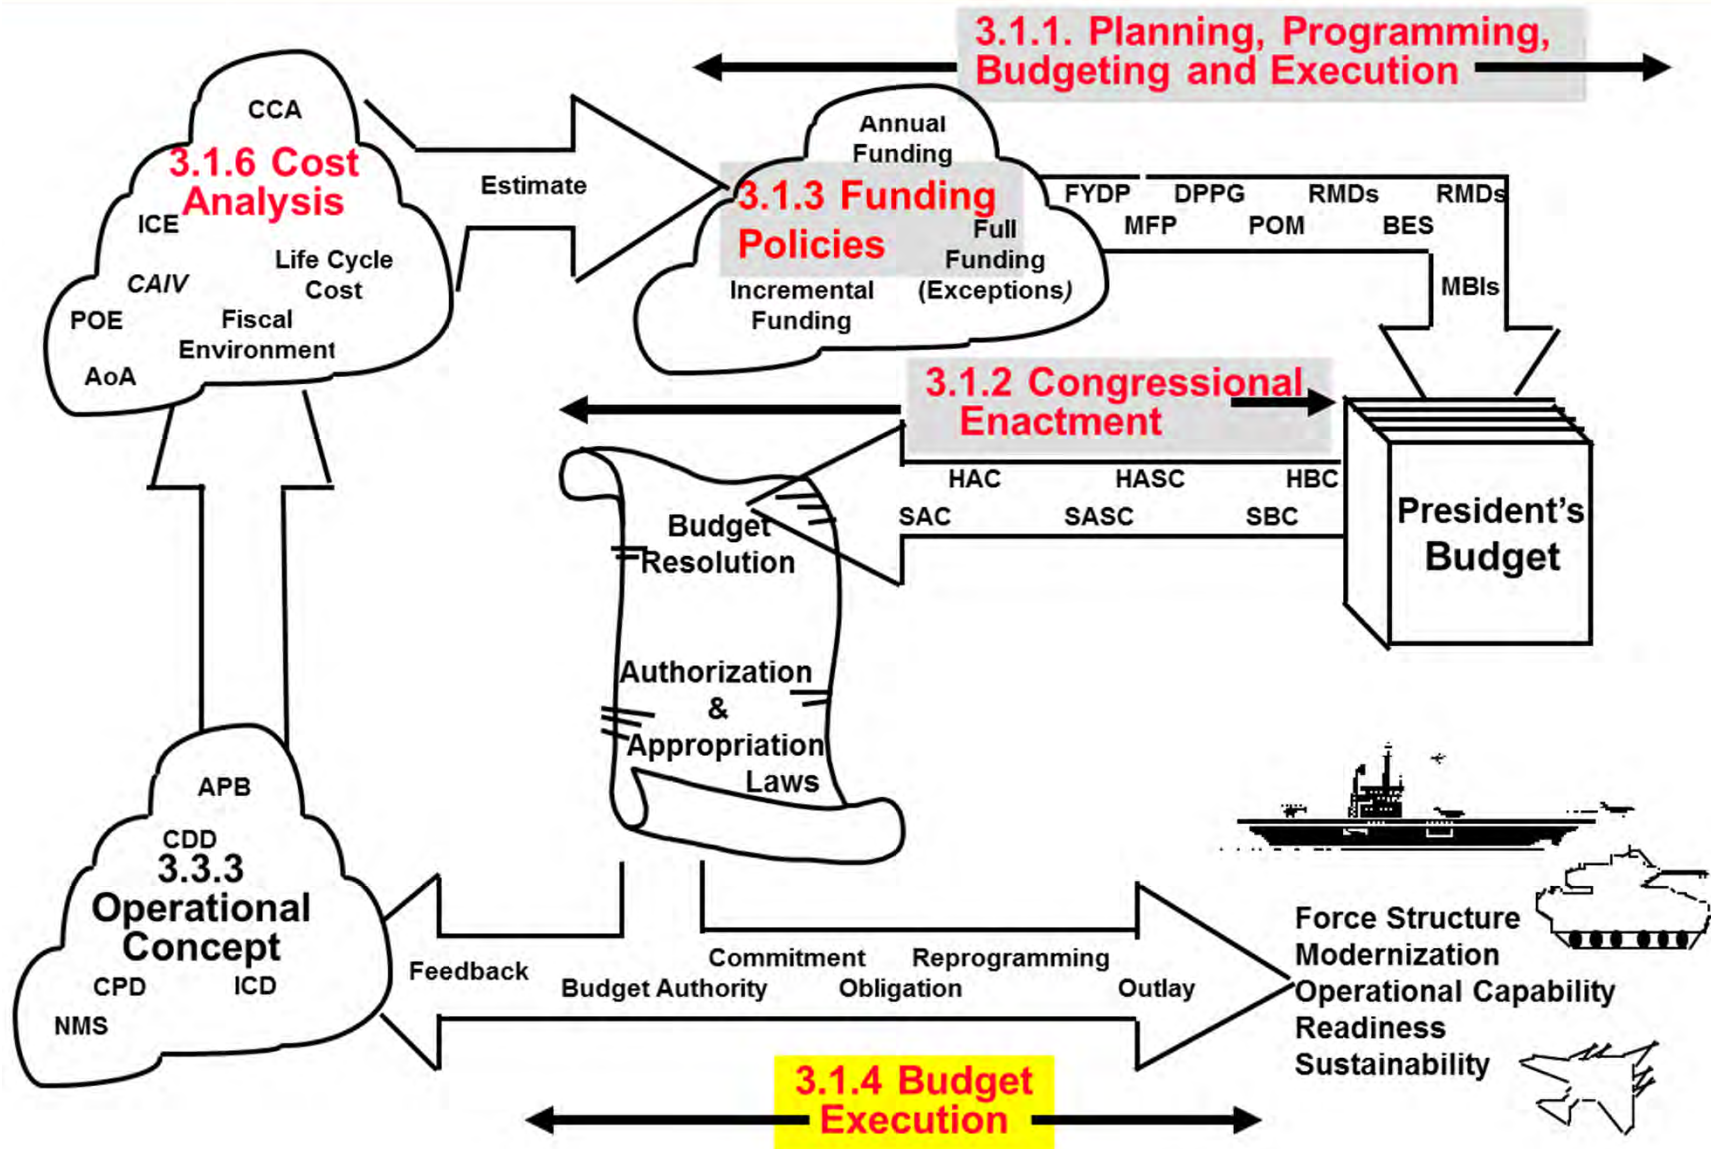 3.1.1. Planning, Programming,
Budgeting and Execution
CCA
3.1.6 Cost
Analysis
ICE
Life Cycle
Cost
CAIV
POE
Fiscal
Environment
AoA
Estimate
Annual
Funding
3.1.3 Funding
Policies
Full
Funding
(Exceptions)
Incremental
Funding
FYDP DPPG RMDs RMDs
MFP POM BES
MBIs
3.1.2 Congressional
Enactment
HAC HASC HBC
SAC SASC SBC
President's
Budget
Budget
Resolution
Authorization
&
Appropriation
Laws
APB
CDD
3.3.3
Operational
Concept
CPD ICD
NMS
Feedback
Commitment Reprogramming
Budget Authority Obligation Outlay
Force Structure
Modernization
Operational Capability
Readiness
Sustainability
3.1.4 Budget
Execution